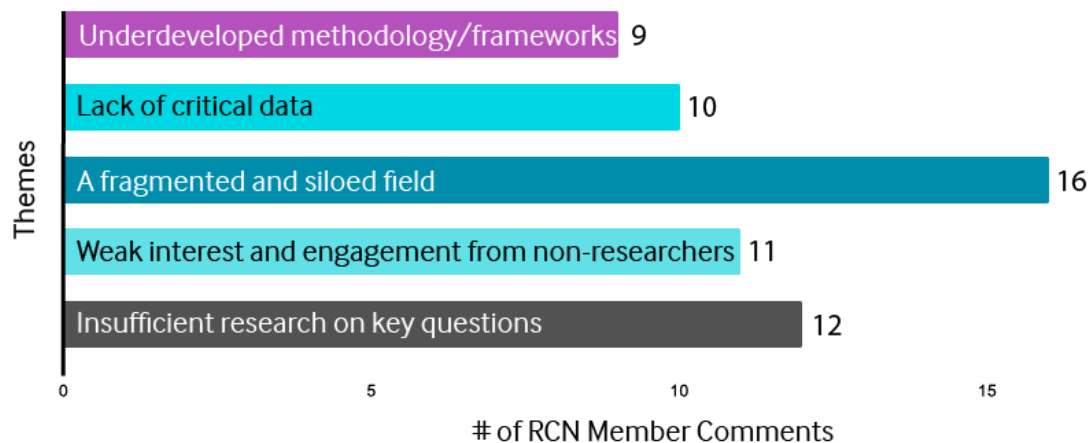 Underdeveloped methodology/frameworks 9
Lack of critical data 10
A fragmented and siloed field 16
Weak interest and engagement from non-researchers 11
Insufficient research on key questions 12
Themes
0 5 10 15
# of RCN Member Comments